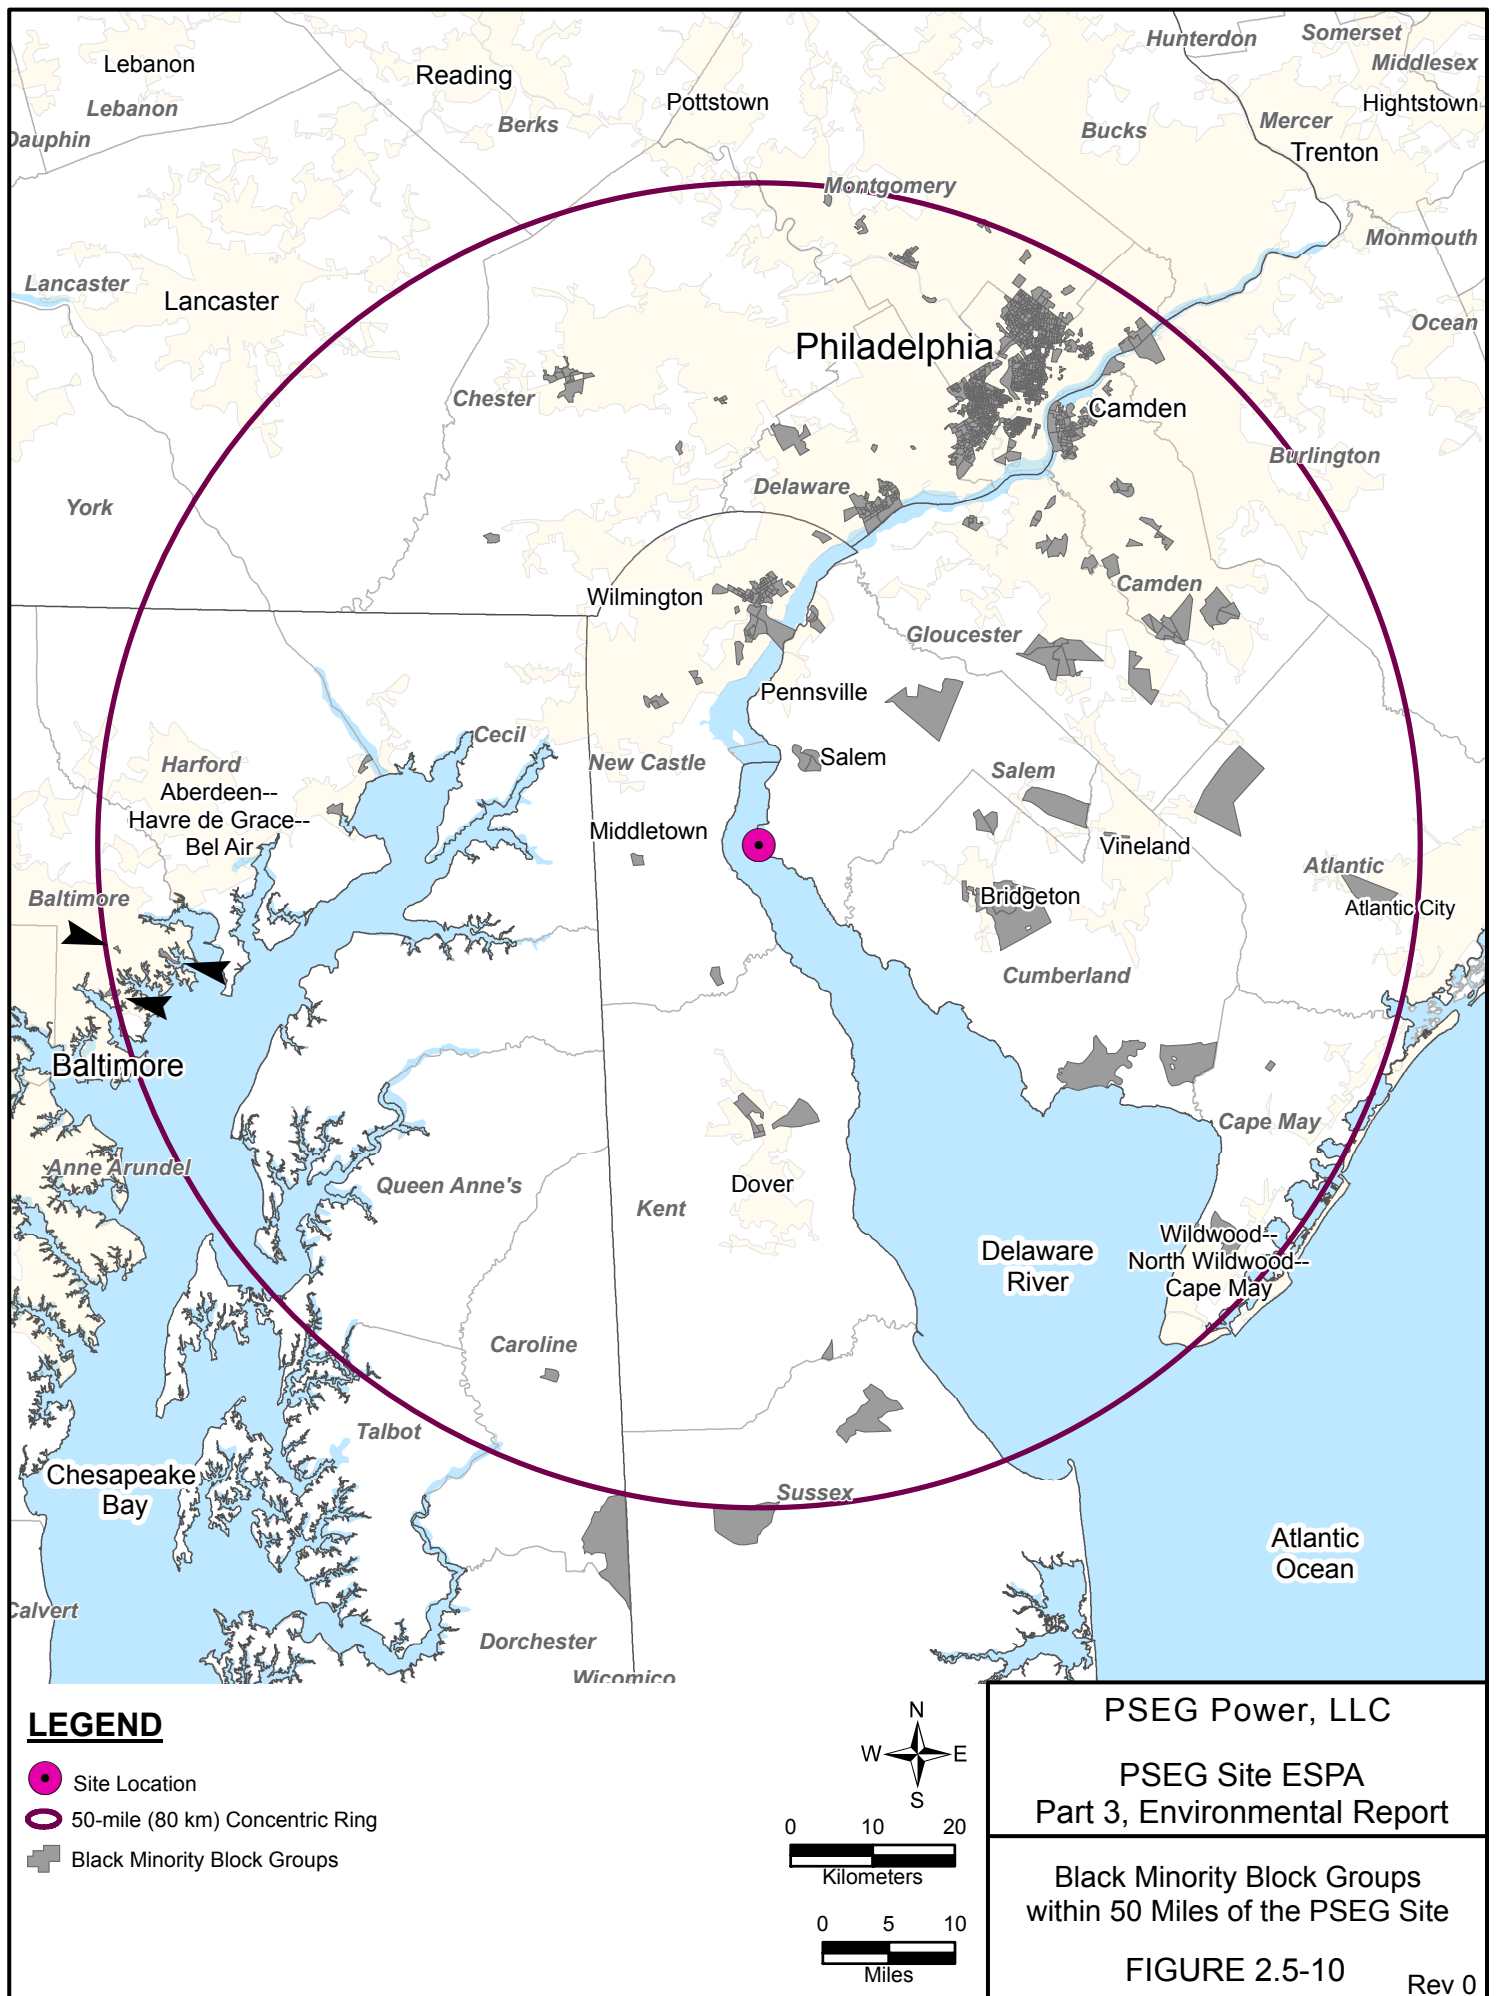 Hunterdon
Somerset
Middlesex
Lebanon
Reading
Pottstown
Hightstown
Lebanon
Berks
Bucks
Mercer
Dauphin
Trenton
Montgomery
Monmouth
Lancaster
Lancaster
Ocean
Philadelphia
Chester
Camden
Burlington
York
Delaware
Wilmington
Camden
Gloucester
Pennsville
Cecil
New Castle
Salem
Salem
Harford
Aberdeen--
Havre de Grace--
Bel Air
Middletown
Vineland
Atlantic
Baltimore
Bridgeton
Atlantic City
Cumberland
Baltimore
Cape May
Anne Arundel
Queen Anne's
Dover
Kent
Wildwood--
North Wildwood--
Cape May
Delaware
River
Caroline
Talbot
Chesapeake
Bay
Sussex
Atlantic
Ocean
Calvert
Dorchester
Wicomico
LEGEND
Site Location
50-mile (80 km) Concentric Ring
Black Minority Block Groups
N
W E
S
0 10 20
Kilometers
0 5 10
Miles
PSEG Power, LLC
PSEG Site ESPA
Part 3, Environmental Report
Black Minority Block Groups
within 50 Miles of the PSEG Site
FIGURE 2.5-10
Rev 0